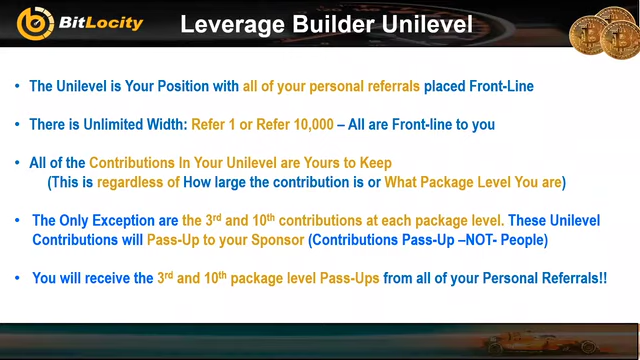 BitLocity
Leverage Builder Unilevel
• The Unilevel is Your Position with all of your personal referrals placed Front-Line
• There is Unlimited Width: Refer 1 or Refer 10,000 – All are Front-line to you
• All of the Contributions In Your Unilevel are Yours to Keep
(This is regardless of How large the contribution is or What Package Level You are)
• The Only Exception are the 3rd and 10th contributions at each package level. These Unilevel
Contributions will Pass-Up to your Sponsor (Contributions Pass-Up –NOT- People)
• You will receive the 3rd and 10th package level Pass-Ups from all of your Personal Referrals!!